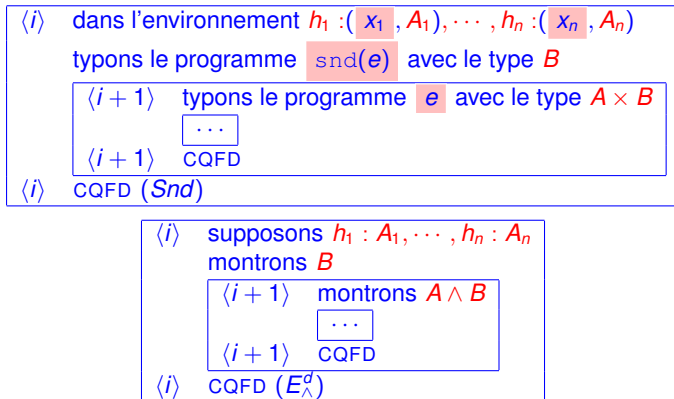 ⟨i⟩ dans l'environnement h₁ :( x₁ , A₁), ··· , hₙ :( xₙ , Aₙ)
typons le programme snd(e) avec le type B
⟨i + 1⟩ typons le programme e avec le type A × B
···
⟨i + 1⟩ CQFD
⟨i⟩ CQFD (Snd)
⟨i⟩ supposons h₁ : A₁, ··· , hₙ : Aₙ
montrons B
⟨i + 1⟩ montrons A ∧ B
···
⟨i + 1⟩ CQFD
⟨i⟩ CQFD (E∧ᵈ)